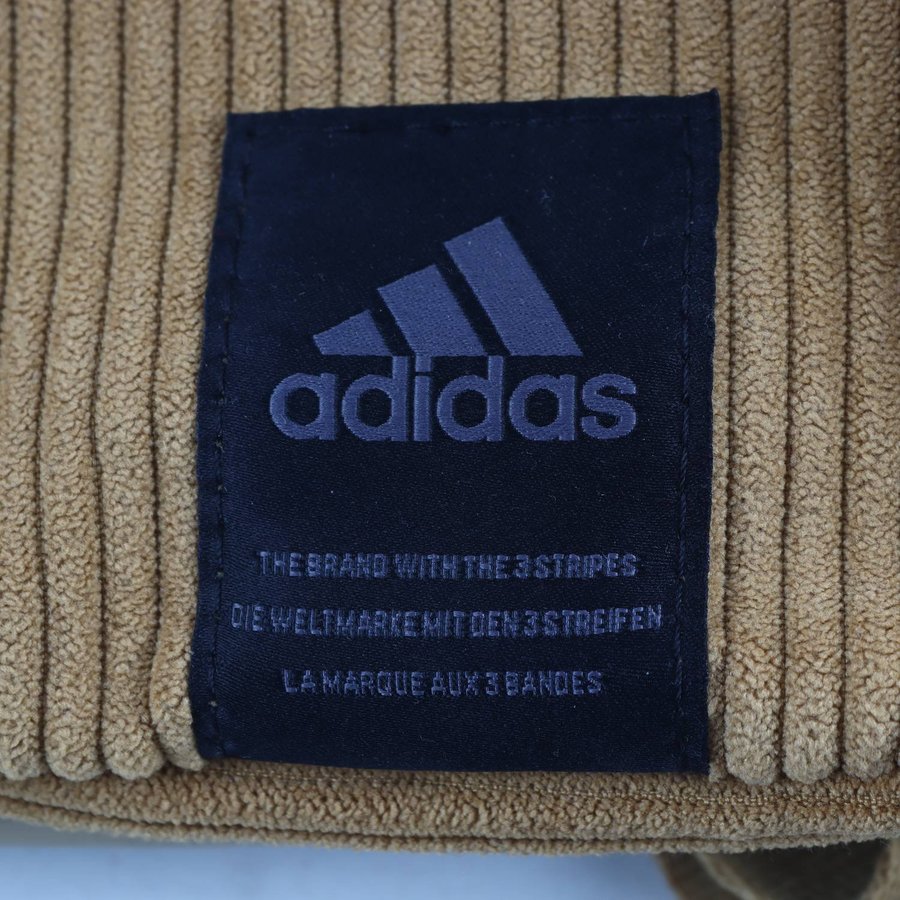 adidas
THE BRAND WITH THE 3 STRIPES
DIE WELTMARKE MIT DEN 3 STREIFEN
LA MARQUE AUX 3 BANDES